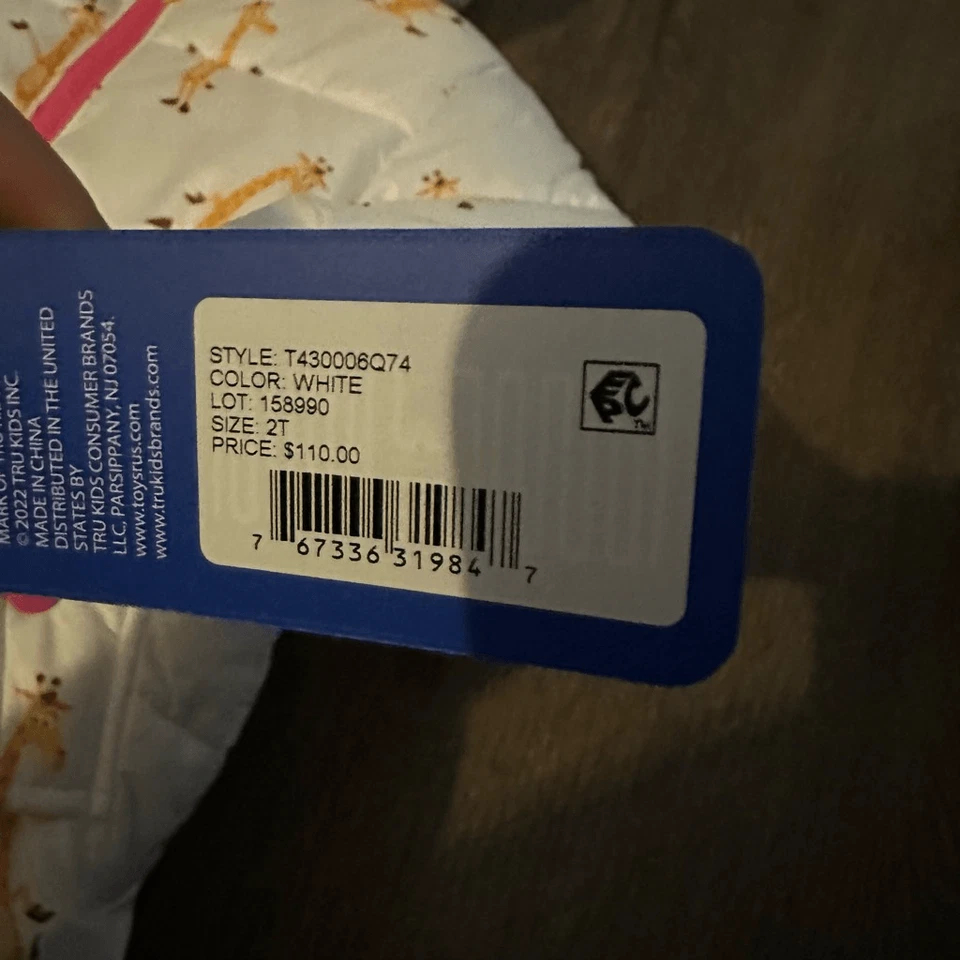 © 2022 TRU KIDS INC.
MADE IN CHINA
DISTRIBUTED IN THE UNITED
STATES BY
TRU KIDS CONSUMER BRANDS
LLC, PARSIPPANY, NJ 07054.
www.toysrus.com
www.trukidsbrands.com
STYLE: T430006Q74
COLOR: WHITE
LOT: 158990
SIZE: 2T
PRICE: $110.00
7 67336 31984 7